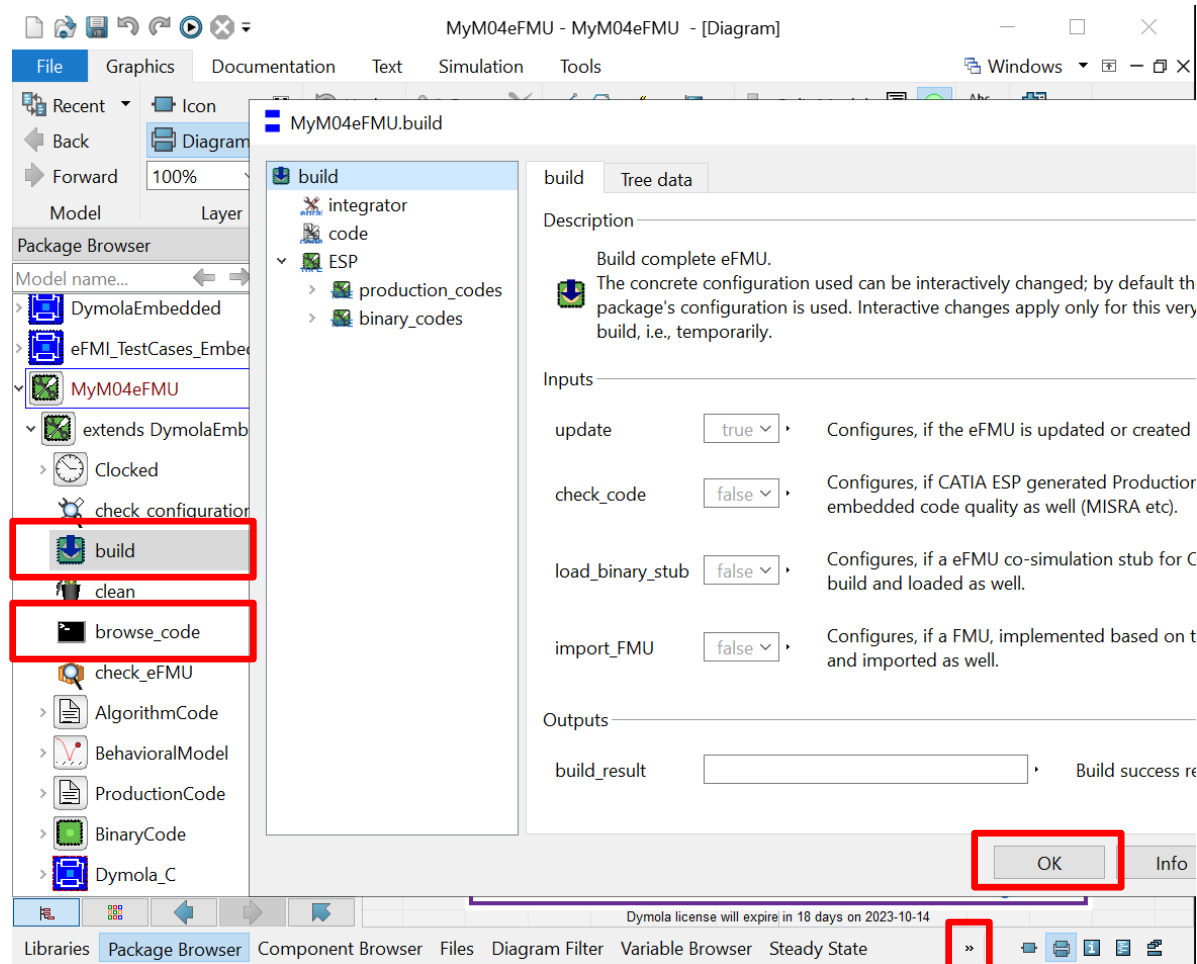 MyM04eFMU - MyM04eFMU - [Diagram]
File Graphics Documentation Text Simulation Tools Windows
Recent Icon
Back Diagram
Forward 100%
Model Layer
Package Browser
Model name...
DymolaEmbedded
eFMI_TestCases_Embe
MyM04eFMU
extends DymolaEmb
Clocked
check_configuration
build
clean
browse_code
check_eFMU
AlgorithmCode
BehavioralModel
ProductionCode
BinaryCode
Dymola_C
MyM04eFMU.build
build
integrator
code
ESP
production_codes
binary_codes
build Tree data
Description
Build complete eFMU.
The concrete configuration used can be interactively changed; by default the
package's configuration is used. Interactive changes apply only for this very
build, i.e., temporarily.
Inputs
update true Configures, if the eFMU is updated or created
check_code false Configures, if CATIA ESP generated Production
embedded code quality as well (MISRA etc).
load_binary_stub false Configures, if a eFMU co-simulation stub for C
build and loaded as well.
import_FMU false Configures, if a FMU, implemented based on t
and imported as well.
Outputs
build_result Build success re
OK Info
Dymola license will expire in 18 days on 2023-10-14
Libraries Package Browser Component Browser Files Diagram Filter Variable Browser Steady State »